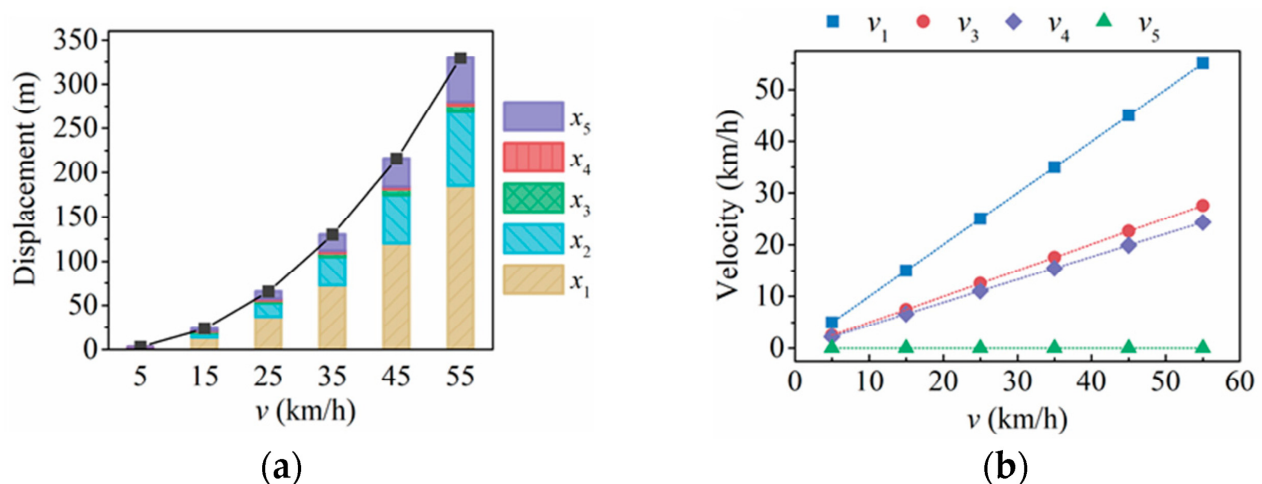 350
300
250
200
150
100
50
0
Displacement (m)
5 15 25 35 45 55
v (km/h)
x5
x4
x3
x2
x1
(a)
v1 v3 v4 v5
50
40
30
20
10
0
Velocity (km/h)
0 10 20 30 40 50 60
v (km/h)
(b)